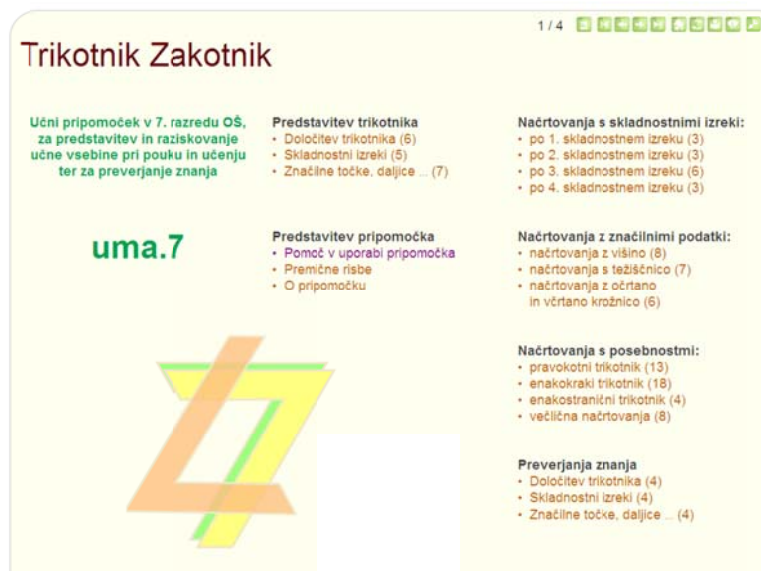 1 / 4
Trikotnik Zakotnik
Učni pripomoček v 7. razredu OŠ,
za predstavitev in raziskovanje
učne vsebine pri pouku in učenju
ter za preverjanje znanja
uma.7
Predstavitev trikotnika
• Določitev trikotnika (6)
• Skladnostni izreki (5)
• Značilne točke, daljice ... (7)
Predstavitev pripomočka
• Pomoč v uporabi pripomočka
• Premične risbe
• O pripomočku
Načrtovanja s skladnostnimi izreki:
• po 1. skladnostnem izreku (3)
• po 2. skladnostnem izreku (3)
• po 3. skladnostnem izreku (6)
• po 4. skladnostnem izreku (3)
Načrtovanja z značilnimi podatki:
• načrtovanja z višino (8)
• načrtovanja s težiščnico (7)
• načrtovanja z očrtano
in včrtano krožnico (6)
Načrtovanja s posebnostmi:
• pravokotni trikotnik (13)
• enakokraki trikotnik (18)
• enakostranični trikotnik (4)
• večlična načrtovanja (8)
Preverjanja znanja
• Določitev trikotnika (4)
• Skladnostni izreki (4)
• Značilne točke, daljice ... (4)